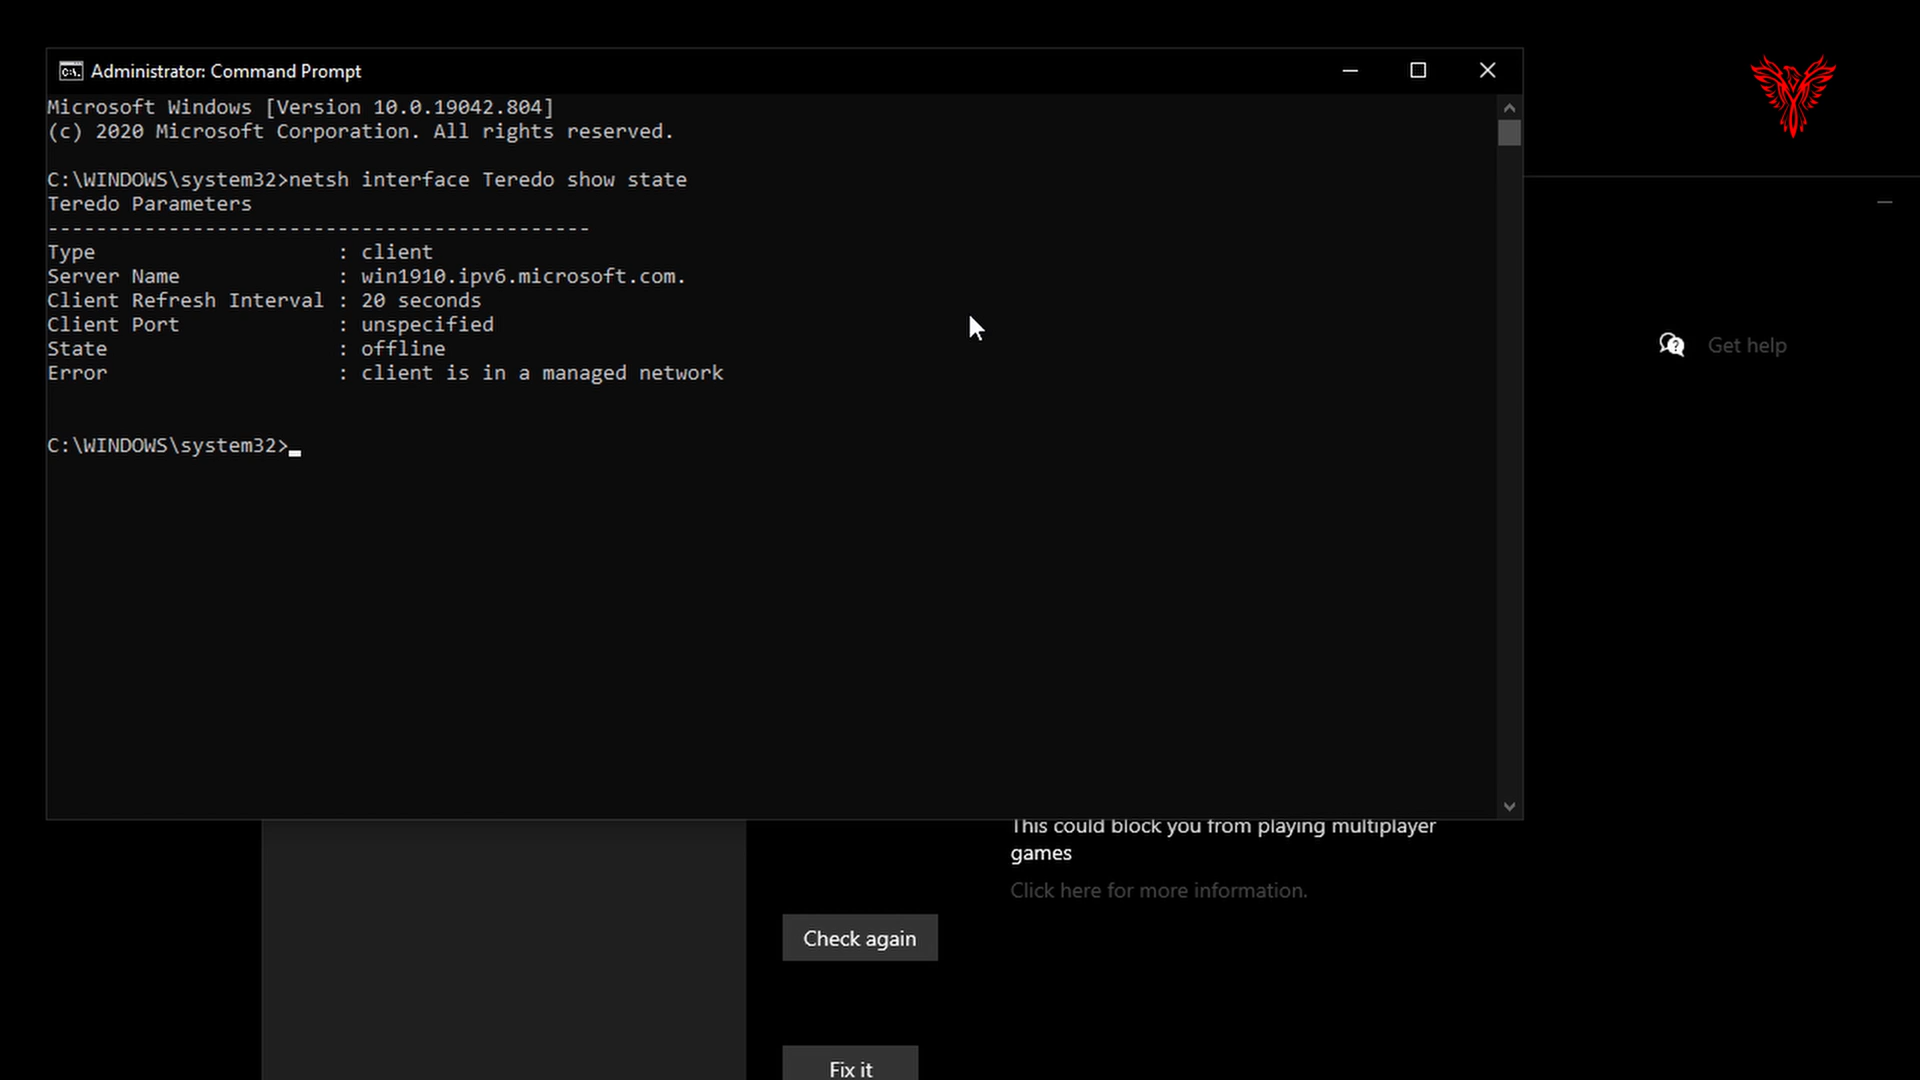 Administrator: Command Prompt
Microsoft Windows [Version 10.0.19042.804]
(c) 2020 Microsoft Corporation. All rights reserved.
C:\WINDOWS\system32>netsh interface Teredo show state
Teredo Parameters
---------------------------------------------
Type                    : client
Server Name             : win1910.ipv6.microsoft.com.
Client Refresh Interval : 20 seconds
Client Port             : unspecified
State                   : offline
Error                   : client is in a managed network
C:\WINDOWS\system32>
Get help
This could block you from playing multiplayer
games
Click here for more information.
Check again
Fix it